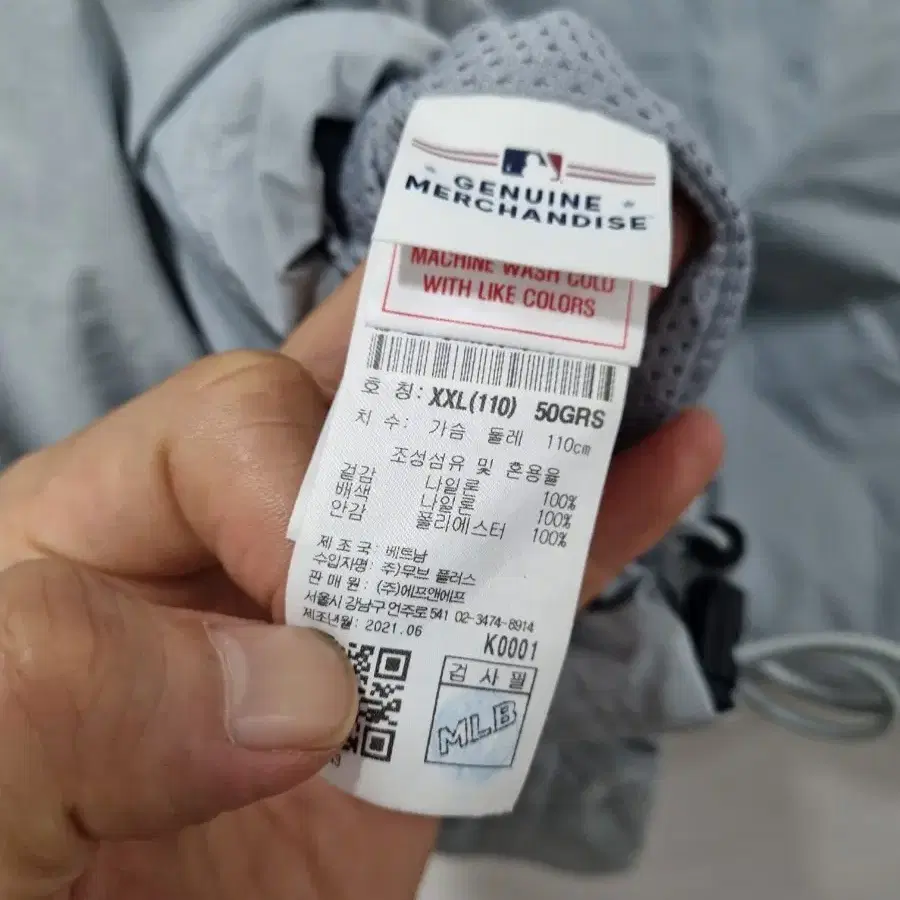 GENUINE
MERCHANDISE
MACHINE WASH COLD
WITH LIKE COLORS
호 칭: XXL(110) 50GRS
치 수: 가슴 둘레 110cm
조성섬유 및 혼용율
겉감 나일론 100%
배색 나일론 100%
안감 폴리에스터 100%
제 조 국: 베트남
수입자명: 주)무브 플러스
판 매 원: (주)에프앤에프
서울시 강남구 언주로 541 02-3474-8914
제조년월: 2021.06
K0001
검 사 필
MLB